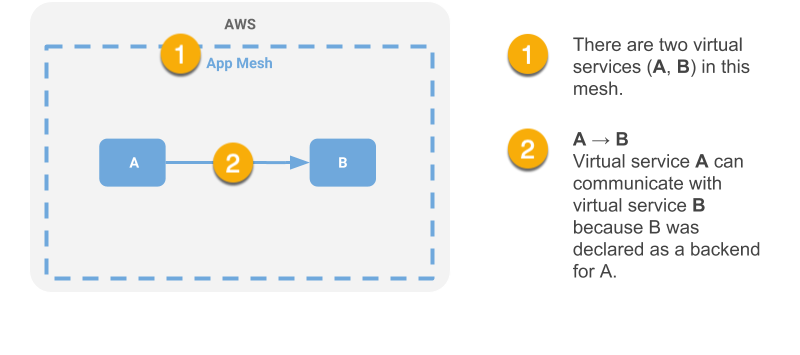 AWS
1
App Mesh
A
2
B
1
There are two virtual
services (A, B) in this
mesh.
2
A → B
Virtual service A can
communicate with
virtual service B
because B was
declared as a backend
for A.